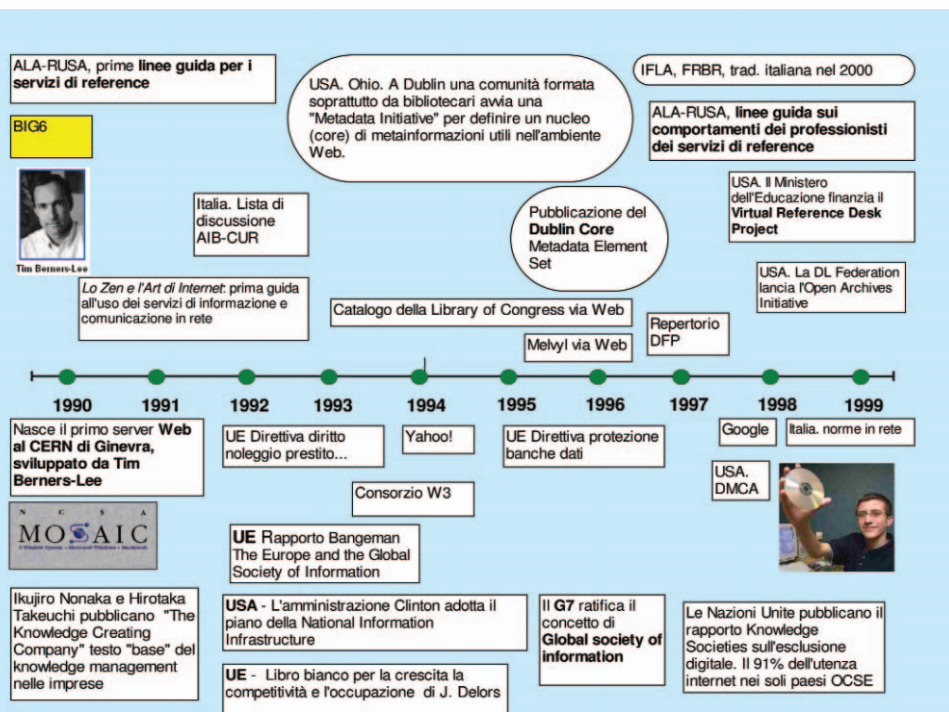 ALA-RUSA, prime linee guida per i
servizi di reference
BIG6
Tim Berners-Lee
Italia. Lista di
discussione
AIB-CUR
Lo Zen e l'Art di Internet: prima guida
all'uso dei servizi di informazione e
comunicazione in rete
USA. Ohio. A Dublin una comunità formata
soprattutto da bibliotecari avvia una
"Metadata Initiative" per definire un nucleo
(core) di metainformazioni utili nell'ambiente
Web.
IFLA, FRBR, trad. italiana nel 2000
ALA-RUSA, linee guida sui
comportamenti dei professionisti
dei servizi di reference
Pubblicazione del
Dublin Core
Metadata Element
Set
USA. Il Ministero
dell'Educazione finanzia il
Virtual Reference Desk
Project
USA. La DL Federation
lancia l'Open Archives
Initiative
Catalogo della Library of Congress via Web
Melvyl via Web
Repertorio
DFP
1990 1991 1992 1993 1994 1995 1996 1997 1998 1999
Nasce il primo server Web
al CERN di Ginevra,
sviluppato da Tim
Berners-Lee
UE Direttiva diritto
noleggio prestito...
Yahoo!
UE Direttiva protezione
banche dati
Google
Italia. norme in rete
Consorzio W3
USA.
DMCA
N C S A
MOSAIC
UE Rapporto Bangeman
The Europe and the Global
Society of Information
Ikujiro Nonaka e Hirotaka
Takeuchi pubblicano "The
Knowledge Creating
Company" testo "base" del
knowledge management
nelle imprese
USA - L'amministrazione Clinton adotta il
piano della National Information
Infrastructure
UE - Libro bianco per la crescita la
competitività e l'occupazione di J. Delors
Il G7 ratifica il
concetto di
Global society of
information
Le Nazioni Unite pubblicano il
rapporto Knowledge
Societies sull'esclusione
digitale. Il 91% dell'utenza
internet nei soli paesi OCSE